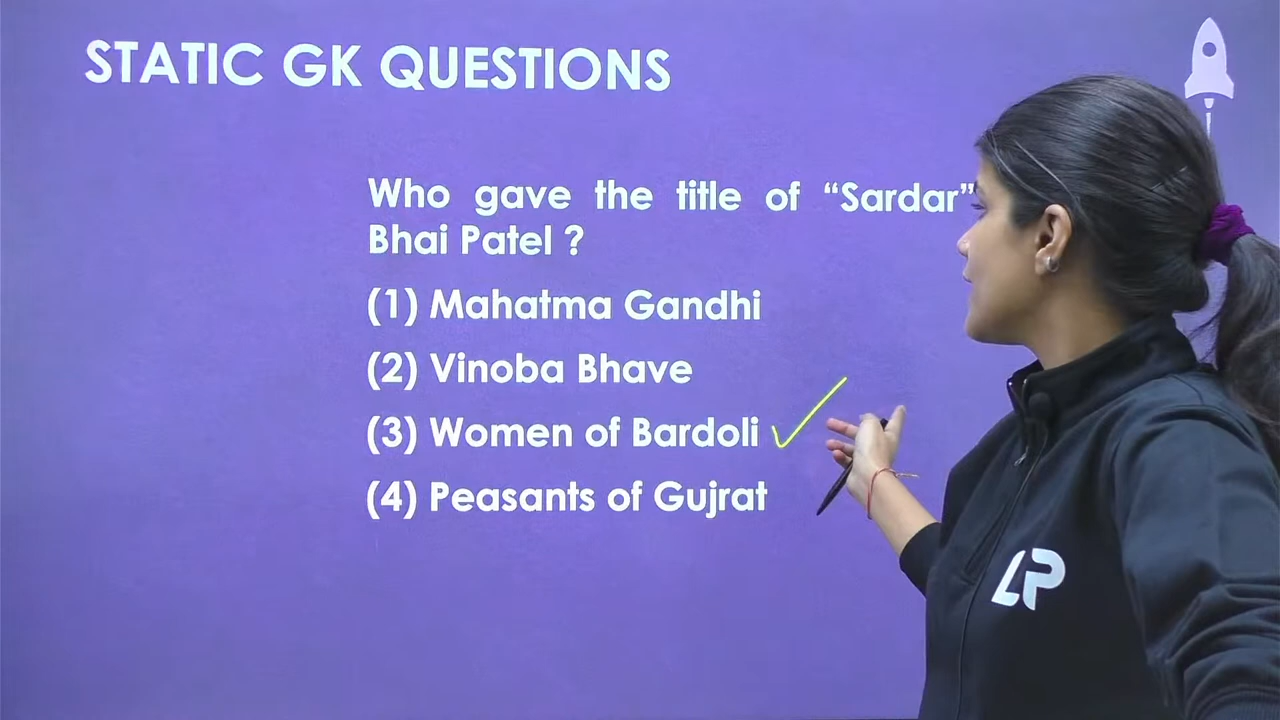 STATIC GK QUESTIONS
Who gave the title of “Sardar”
Bhai Patel ?
(1) Mahatma Gandhi
(2) Vinoba Bhave
(3) Women of Bardoli
(4) Peasants of Gujrat
LP